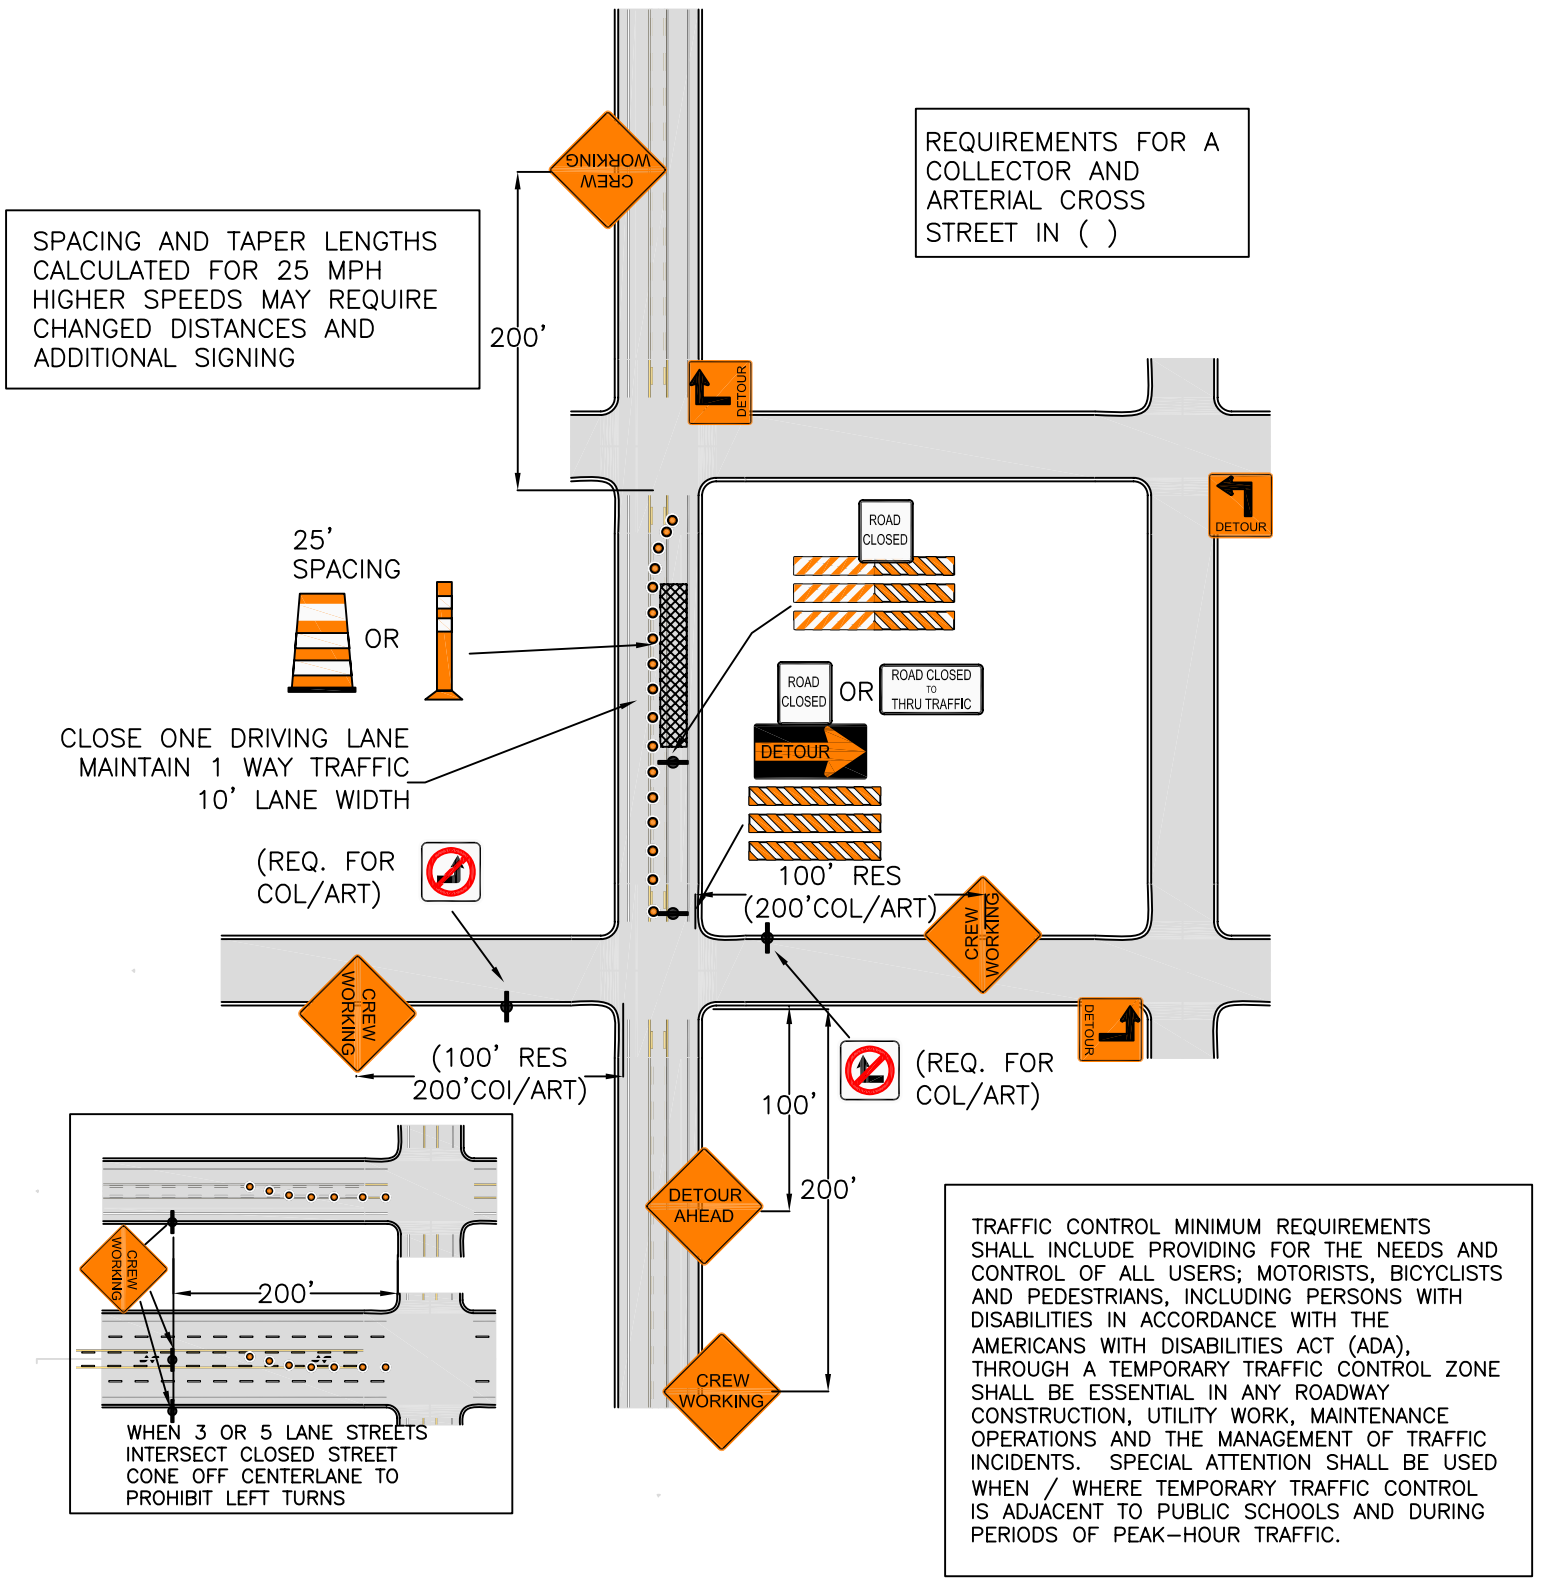 CREW
WORKING
REQUIREMENTS FOR A
COLLECTOR AND
ARTERIAL CROSS
STREET IN ( )
SPACING AND TAPER LENGTHS
CALCULATED FOR 25 MPH
HIGHER SPEEDS MAY REQUIRE
CHANGED DISTANCES AND
ADDITIONAL SIGNING
200'
DETOUR
DETOUR
25'
SPACING
OR
ROAD
CLOSED
ROAD
CLOSED
OR
ROAD CLOSED
TO
THRU TRAFFIC
DETOUR
CLOSE ONE DRIVING LANE
MAINTAIN 1 WAY TRAFFIC
10' LANE WIDTH
(REQ. FOR
COL/ART)
100' RES
(200'COL/ART)
CREW
WORKING
CREW
WORKING
DETOUR
(100' RES
200'COI/ART)
(REQ. FOR
COL/ART)
100'
200'
DETOUR
AHEAD
CREW
WORKING
CREW
WORKING
200'
WHEN 3 OR 5 LANE STREETS
INTERSECT CLOSED STREET
CONE OFF CENTERLANE TO
PROHIBIT LEFT TURNS
TRAFFIC CONTROL MINIMUM REQUIREMENTS
SHALL INCLUDE PROVIDING FOR THE NEEDS AND
CONTROL OF ALL USERS; MOTORISTS, BICYCLISTS
AND PEDESTRIANS, INCLUDING PERSONS WITH
DISABILITIES IN ACCORDANCE WITH THE
AMERICANS WITH DISABILITIES ACT (ADA),
THROUGH A TEMPORARY TRAFFIC CONTROL ZONE
SHALL BE ESSENTIAL IN ANY ROADWAY
CONSTRUCTION, UTILITY WORK, MAINTENANCE
OPERATIONS AND THE MANAGEMENT OF TRAFFIC
INCIDENTS. SPECIAL ATTENTION SHALL BE USED
WHEN / WHERE TEMPORARY TRAFFIC CONTROL
IS ADJACENT TO PUBLIC SCHOOLS AND DURING
PERIODS OF PEAK-HOUR TRAFFIC.